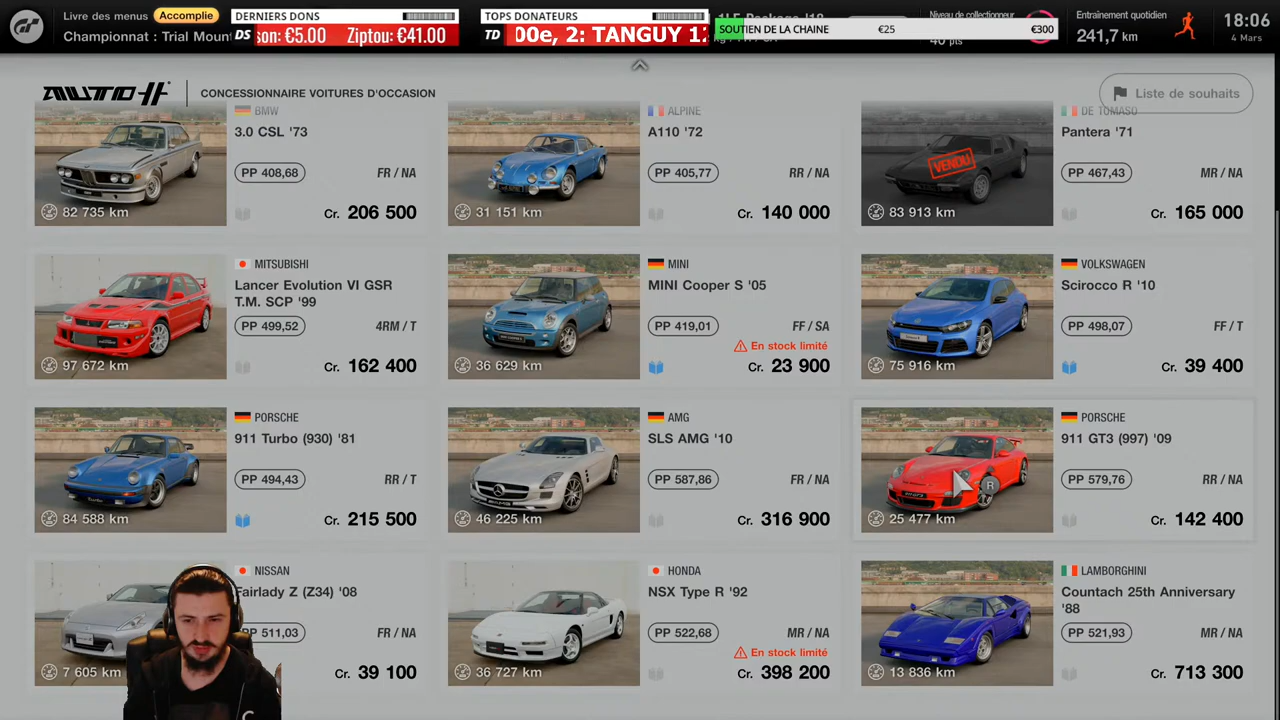 Livre des menus Accomplie
Championnat : Trial Moun
DERNIERS DONS
DS son: €5.00 Ziptou: €41.00
TOPS DONATEURS
TD 00e, 2: TANGUY 12
SOUTIEN DE LA CHAINE €25 €300
Niveau de collectionneur
40 pts
Entraînement quotidien
241,7 km
18:06
4 Mars
AUTO
CONCESSIONNAIRE VOITURES D'OCCASION
Liste de souhaits
BMW
3.0 CSL '73
PP 408,68 FR / NA
82 735 km
Cr. 206 500
ALPINE
A110 '72
PP 405,77 RR / NA
31 151 km
Cr. 140 000
DE TOMASO
Pantera '71
VENDU
PP 467,43 MR / NA
83 913 km
Cr. 165 000
MITSUBISHI
Lancer Evolution VI GSR
T.M. SCP '99
PP 499,52 4RM / T
97 672 km
Cr. 162 400
MINI
MINI Cooper S '05
PP 419,01 FF / SA
En stock limité
36 629 km
Cr. 23 900
VOLKSWAGEN
Scirocco R '10
PP 498,07 FF / T
75 916 km
Cr. 39 400
PORSCHE
911 Turbo (930) '81
PP 494,43 RR / T
84 588 km
Cr. 215 500
AMG
SLS AMG '10
PP 587,86 FR / NA
46 225 km
Cr. 316 900
PORSCHE
911 GT3 (997) '09
PP 579,76 RR / NA
R
25 477 km
Cr. 142 400
NISSAN
Fairlady Z (Z34) '08
PP 511,03 FR / NA
7 605 km
Cr. 39 100
HONDA
NSX Type R '92
PP 522,68 MR / NA
En stock limité
36 727 km
Cr. 398 200
LAMBORGHINI
Countach 25th Anniversary
'88
PP 521,93 MR / NA
13 836 km
Cr. 713 300